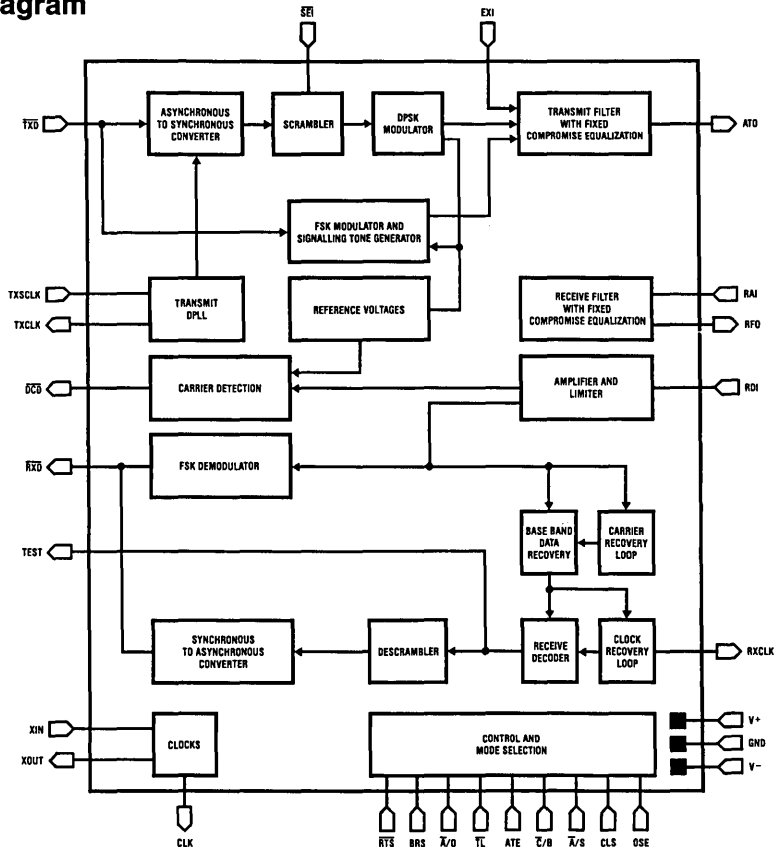 agram
SEI
EXI
TXD
ASYNCHRONOUS
TO SYNCHRONOUS
CONVERTER
SCRAMBLER
DPSK
MODULATOR
TRANSMIT FILTER
WITH FIXED
COMPROMISE EQUALIZATION
ATO
FSK MODULATOR AND
SIGNALLING TONE GENERATOR
TXSCLK
TXCLK
TRANSMIT
DPLL
REFERENCE VOLTAGES
RECEIVE FILTER
WITH FIXED
COMPROMISE EQUALIZATION
RAI
RFO
DCD
CARRIER DETECTION
AMPLIFIER AND
LIMITER
RDI
RXD
FSK DEMODULATOR
BASE BAND
DATA
RECOVERY
CARRIER
RECOVERY
LOOP
TEST
SYNCHRONOUS
TO ASYNCHRONOUS
CONVERTER
DESCRAMBLER
RECEIVE
DECODER
CLOCK
RECOVERY
LOOP
RXCLK
XIN
XOUT
CLOCKS
CONTROL AND
MODE SELECTION
V+
GND
V−
CLK
RTS BRS A/O TL ATE C/B A/S CLS OSE